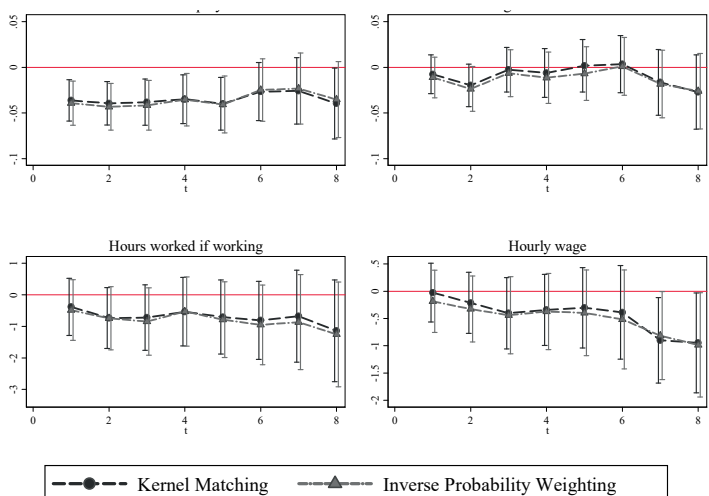 .05
0
-.05
-.1
0 2 4 6 8
t
.05
0
-.05
-.1
0 2 4 6 8
t
Hours worked if working
1
0
-1
-2
-3
0 2 4 6 8
t
Hourly wage
.5
0
-.5
-1
-1.5
-2
0 2 4 6 8
t
Kernel Matching
Inverse Probability Weighting